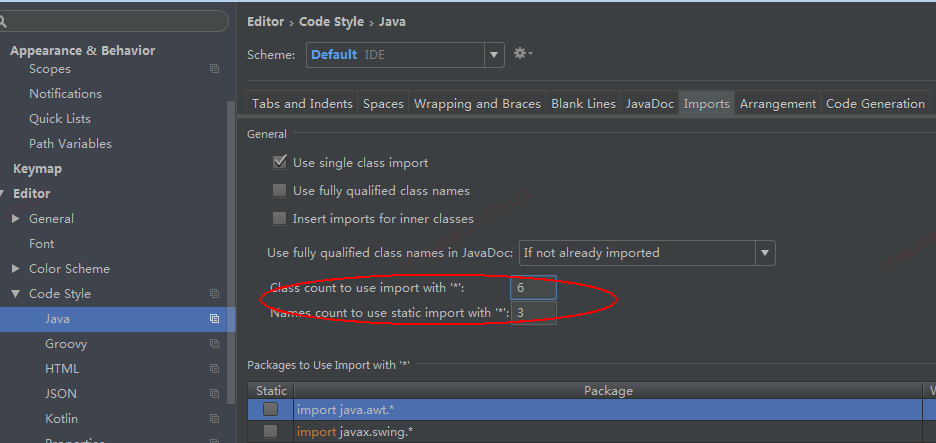 Appearance & Behavior
Scopes
Notifications
Quick Lists
Path Variables
Keymap
Editor
General
Font
Color Scheme
Code Style
Java
Groovy
HTML
JSON
Kotlin
Properties
Editor › Code Style › Java
Scheme: Default IDE
Tabs and Indents Spaces Wrapping and Braces Blank Lines JavaDoc Imports Arrangement Code Generation
General
Use single class import
Use fully qualified class names
Insert imports for inner classes
Use fully qualified class names in JavaDoc: If not already imported
Class count to use import with '*': 6
Names count to use static import with '*': 3
Packages to Use Import with '*'
Static Package W
import java.awt.*
import javax.swing.*